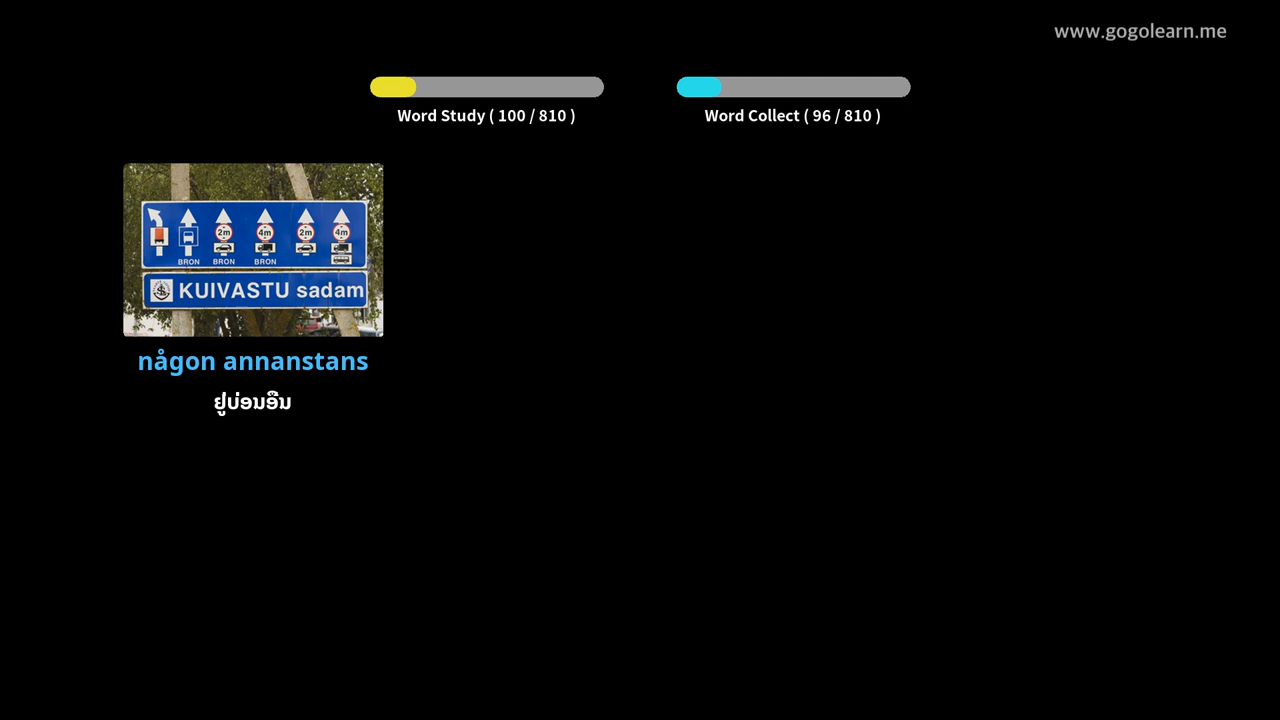 www.gogolearn.me
Word Study ( 100 / 810 )
Word Collect ( 96 / 810 )
2m 4m 2m 4m
BRON BRON BRON
KUIVASTU sadam
någon annanstans
ຢູ່ບ່ອນອື່ນ